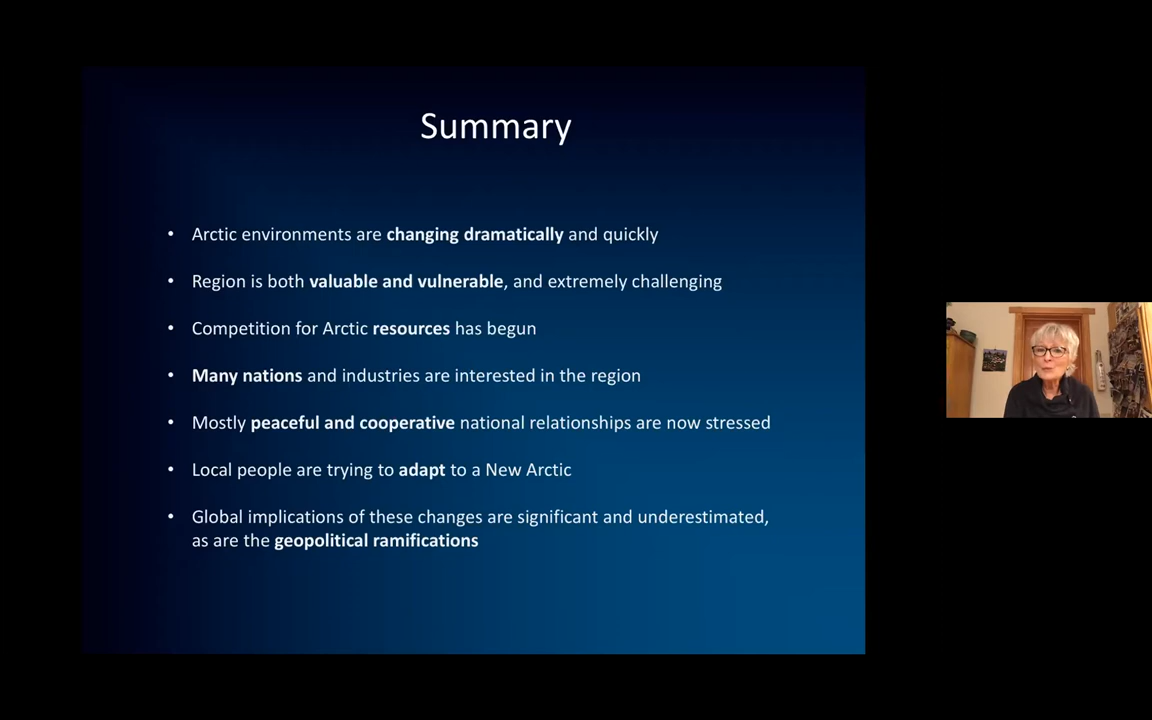 Summary
• Arctic environments are changing dramatically and quickly
• Region is both valuable and vulnerable, and extremely challenging
• Competition for Arctic resources has begun
• Many nations and industries are interested in the region
• Mostly peaceful and cooperative national relationships are now stressed
• Local people are trying to adapt to a New Arctic
• Global implications of these changes are significant and underestimated,
as are the geopolitical ramifications